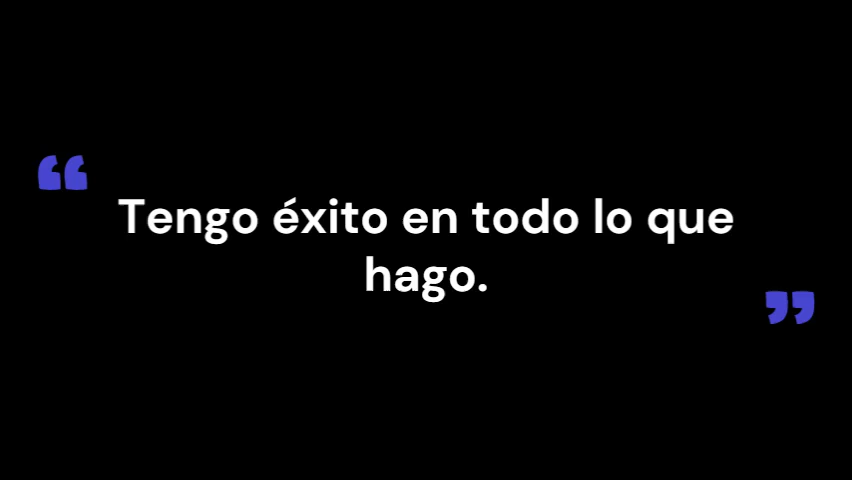 “
Tengo éxito en todo lo que
hago.
”